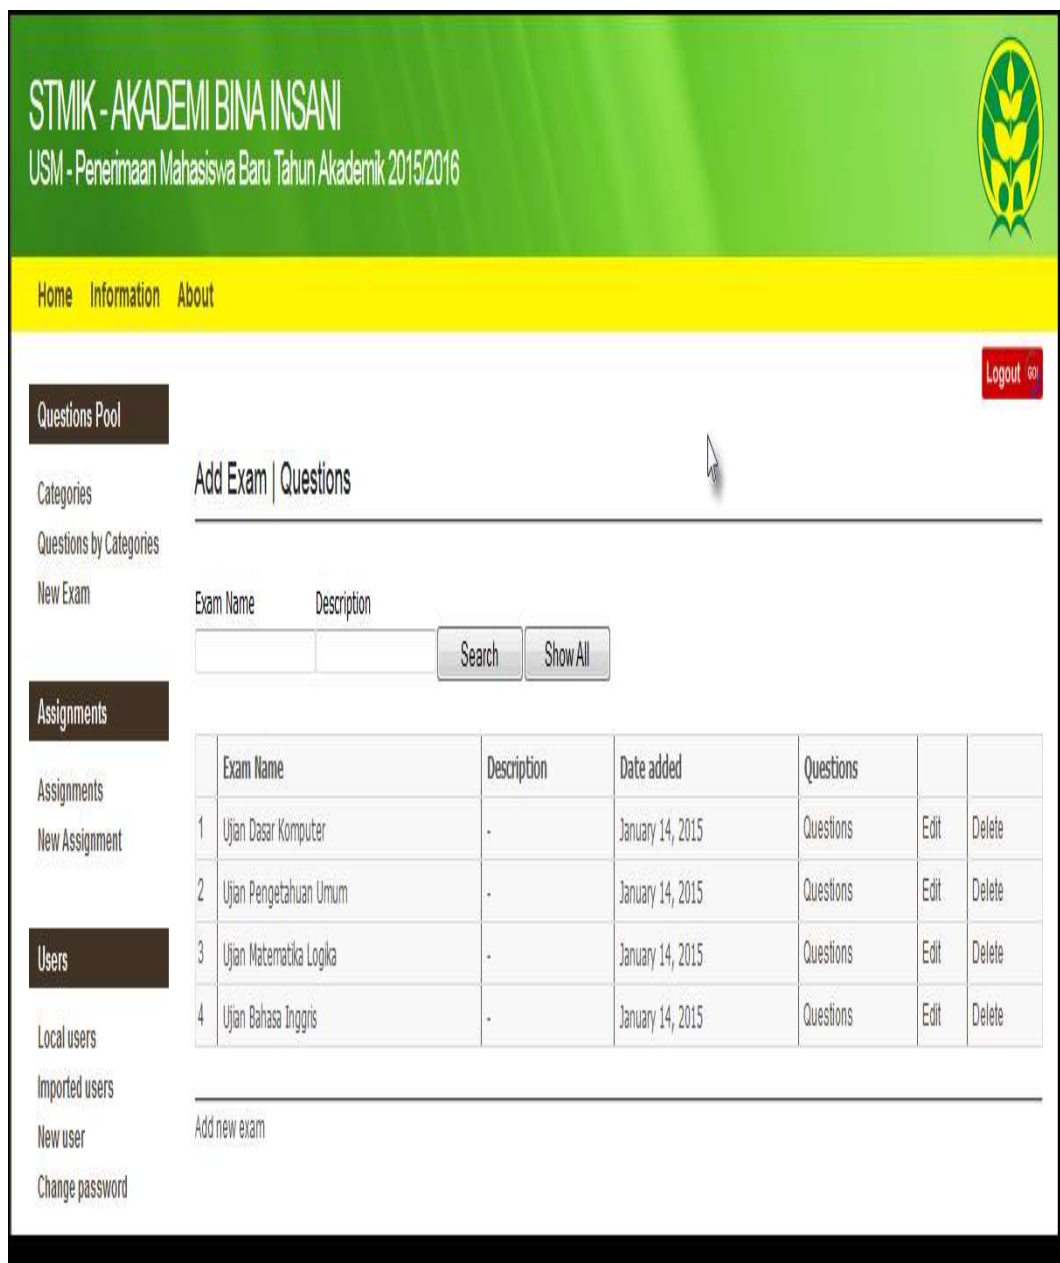 STMIK - AKADEMI BINA INSANI
USM - Penerimaan Mahasiswa Baru Tahun Akademik 2015/2016
Home Information About
Logout GO!
Questions Pool
Categories
Questions by Categories
New Exam
Assignments
Assignments
New Assignment
Users
Local users
Imported users
New user
Change password
Add Exam | Questions
Exam Name Description
Search Show All
Exam Name Description Date added Questions
1 Ujian Dasar Komputer - January 14, 2015 Questions Edit Delete
2 Ujian Pengetahuan Umum - January 14, 2015 Questions Edit Delete
3 Ujian Matematika Logika - January 14, 2015 Questions Edit Delete
4 Ujian Bahasa Inggris - January 14, 2015 Questions Edit Delete
Add new exam